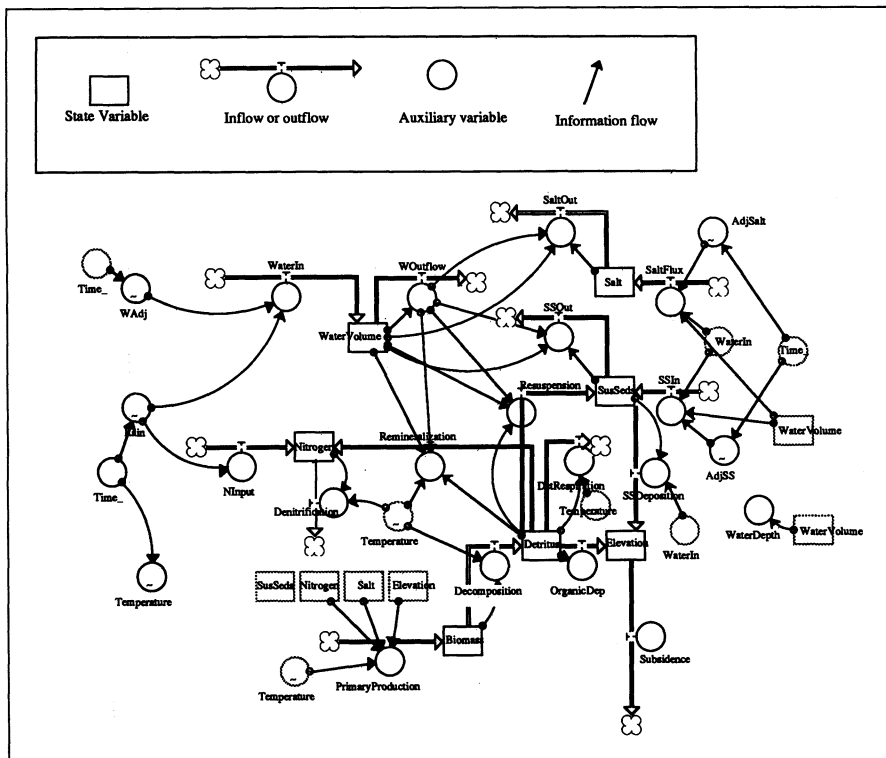 State Variable
Inflow or outflow
Auxiliary variable
Information flow
SaltOut
AdjSalt
WaterIn
WOutflow
SaltFlux
Time_
WAdj
Salt
SSOut
WaterVolume
WaterIn
Time_
Resuspension
SusSeds
SSIn
Nitrogen
Remineralization
WaterVolume
NInput
DetRespiration
AdjSS
Time_
SSDeposition
Denitrification
Temperature
Temperature
WaterDepth
WaterVolume
Detritus
Elevation
WaterIn
Temperature
SusSeds
Nitrogen
Salt
Elevation
Decomposition
OrganicDep
Biomass
Subsidence
Temperature
PrimaryProduction